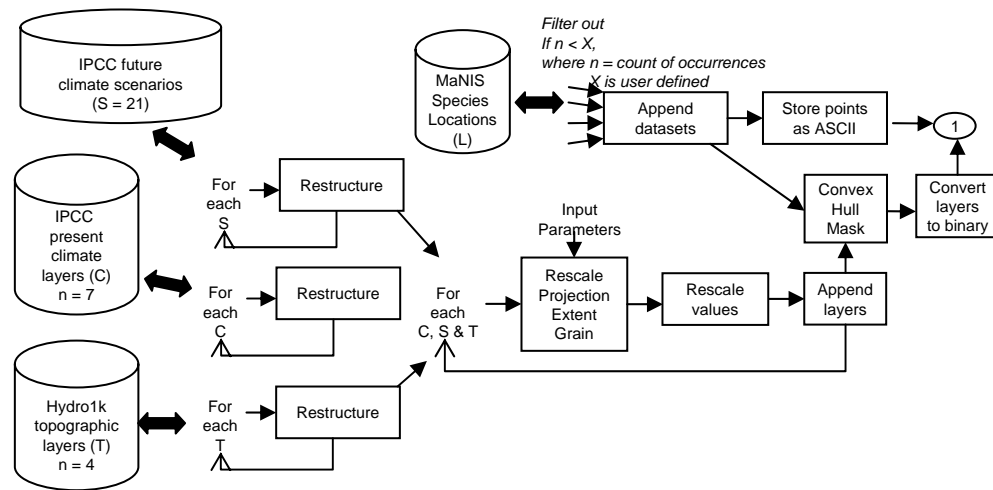 IPCC future
climate scenarios
(S = 21)
MaNIS
Species
Locations
(L)
Filter out
If n < X,
where n = count of occurrences
X is user defined
Append
datasets
Store points
as ASCII
1
IPCC
present
climate
layers (C)
n = 7
For
each
S
Restructure
For
each
C
Restructure
Hydro1k
topographic
layers (T)
n = 4
For
each
T
Restructure
For
each
C, S & T
Input
Parameters
Rescale
Projection
Extent
Grain
Rescale
values
Append
layers
Convex
Hull
Mask
Convert
layers
to binary